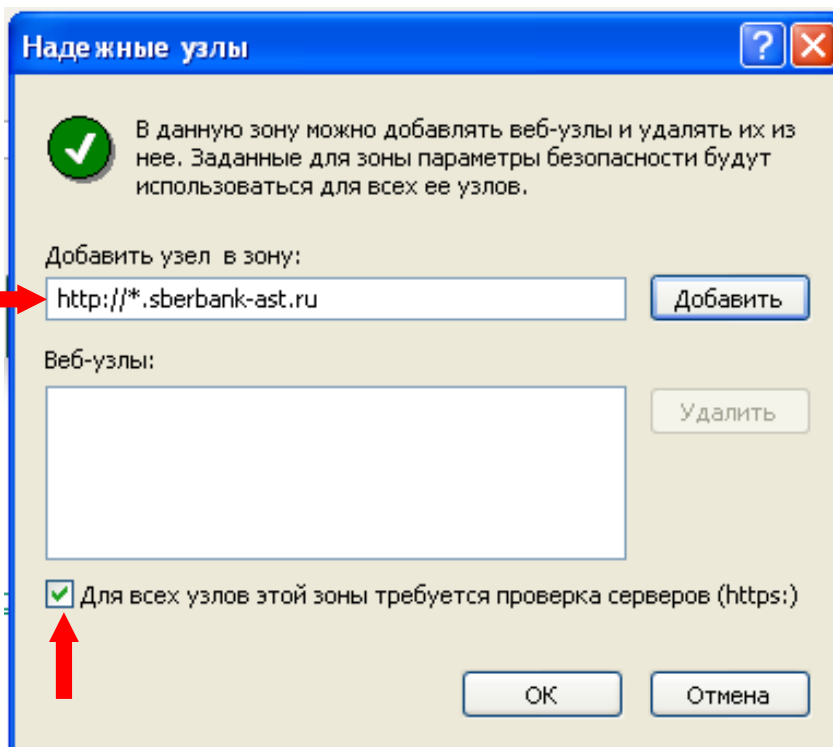 Надежные узлы
В данную зону можно добавлять веб-узлы и удалять их из
нее. Заданные для зоны параметры безопасности будут
использоваться для всех ее узлов.
Добавить узел в зону:
http://*.sberbank-ast.ru
Добавить
Веб-узлы:
Удалить
Для всех узлов этой зоны требуется проверка серверов (https:)
ОК
Отмена